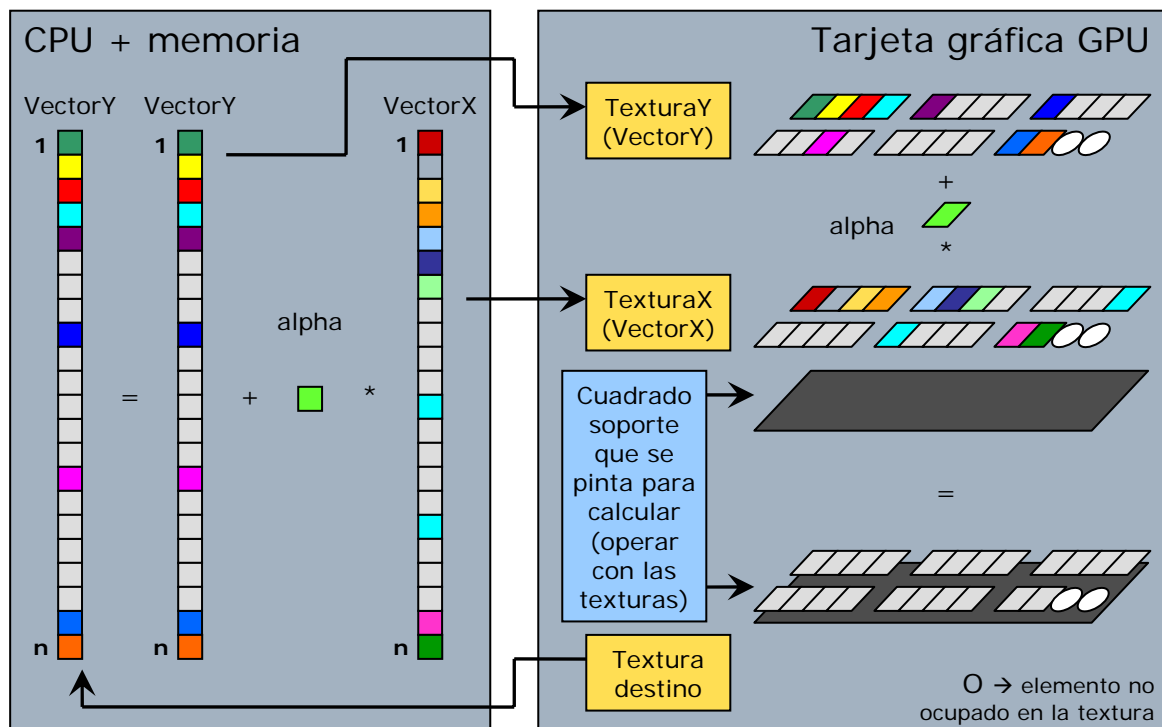 CPU + memoria
VectorY
VectorY
VectorX
1
1
1
alpha
=
+
*
n
n
n
Tarjeta gráfica GPU
TexturaY
(VectorY)
+
alpha
*
TexturaX
(VectorX)
Cuadrado
soporte
que se
pinta para
calcular
(operar
con las
texturas)
=
Textura
destino
O → elemento no
ocupado en la textura